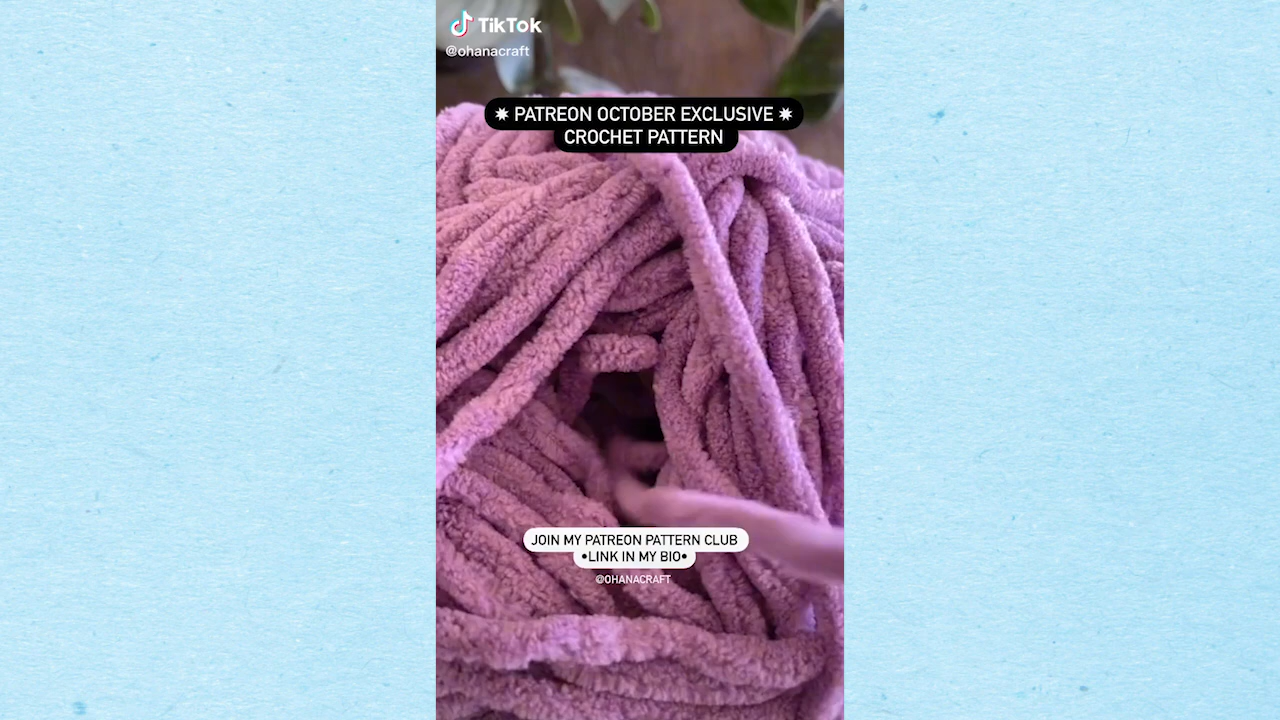 TikTok
@ohanacraft
✷ PATREON OCTOBER EXCLUSIVE ✷
CROCHET PATTERN
JOIN MY PATREON PATTERN CLUB
•LINK IN MY BIO•
@OHANACRAFT